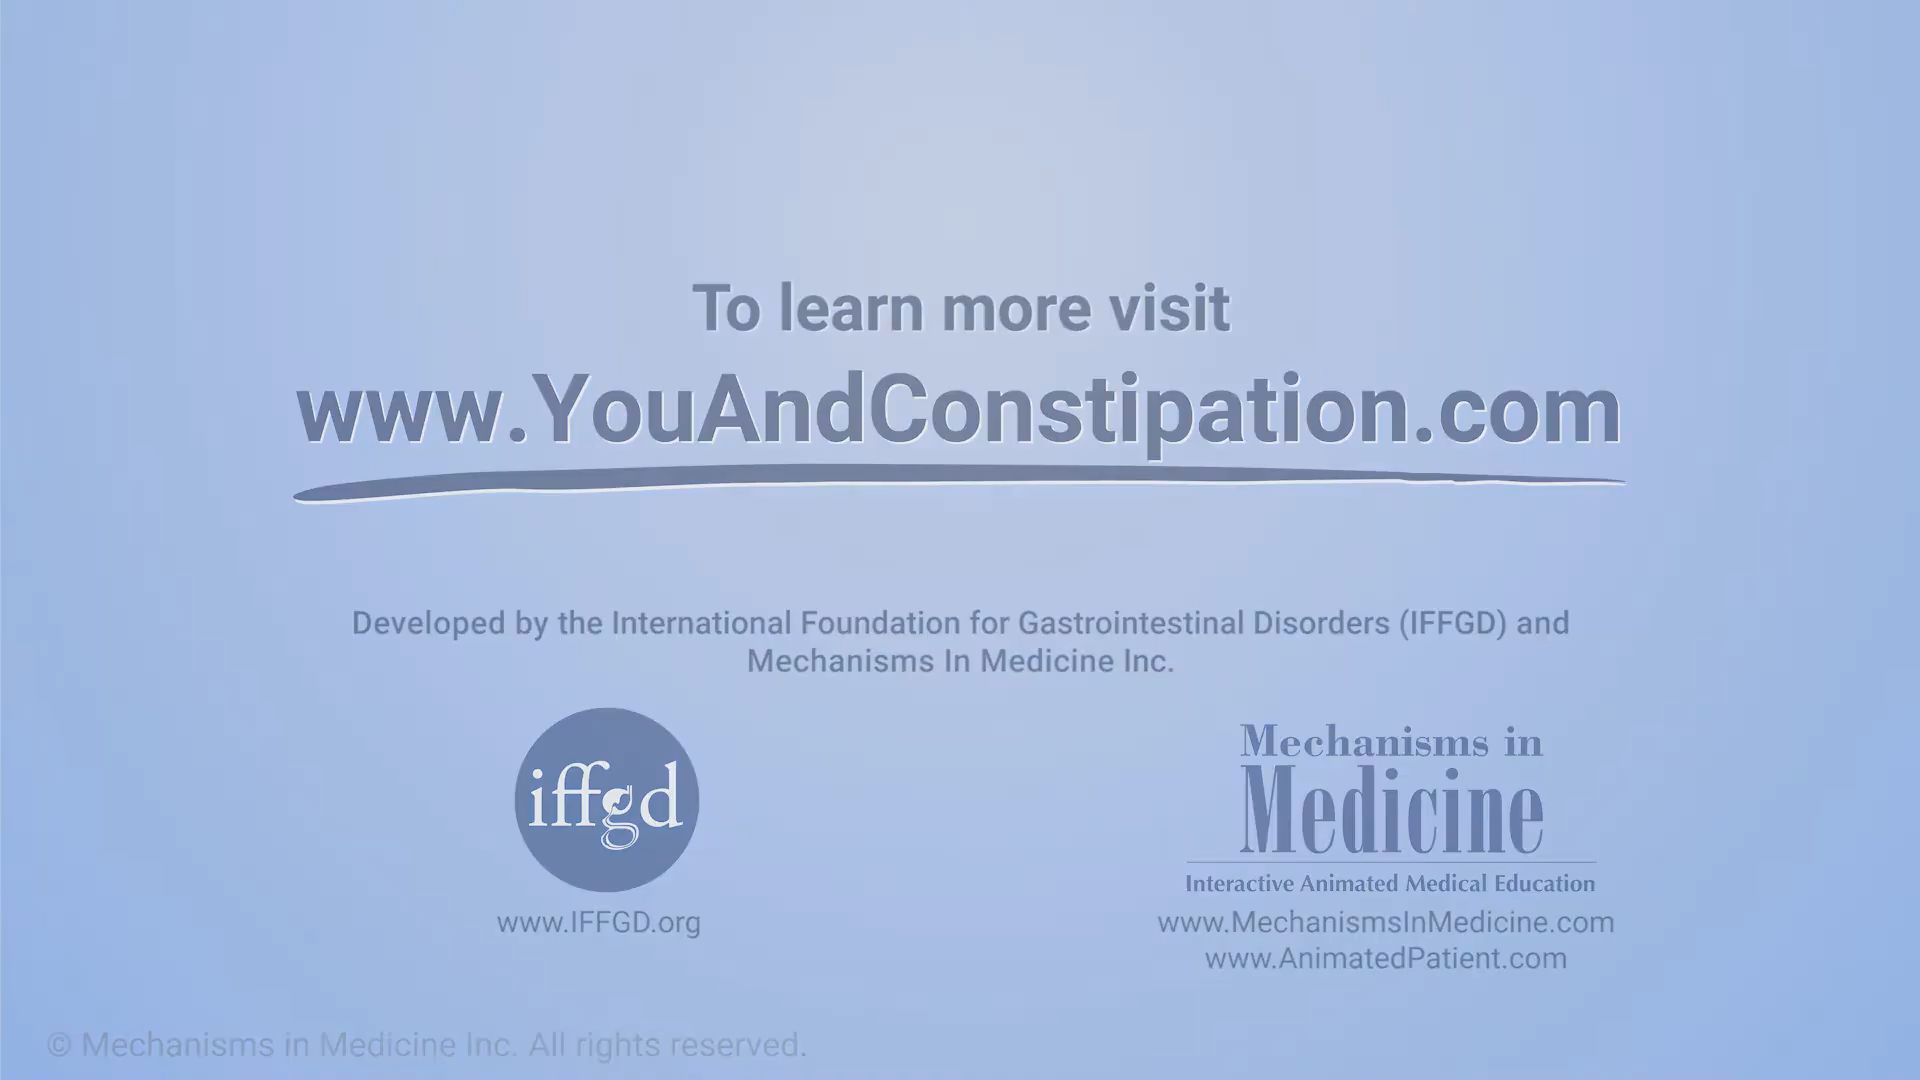 To learn more visit
www.YouAndConstipation.com
Developed by the International Foundation for Gastrointestinal Disorders (IFFGD) and
Mechanisms In Medicine Inc.
iffgd
www.IFFGD.org
Mechanisms in
Medicine
Interactive Animated Medical Education
www.MechanismsInMedicine.com
www.AnimatedPatient.com
© Mechanisms in Medicine Inc. All rights reserved.